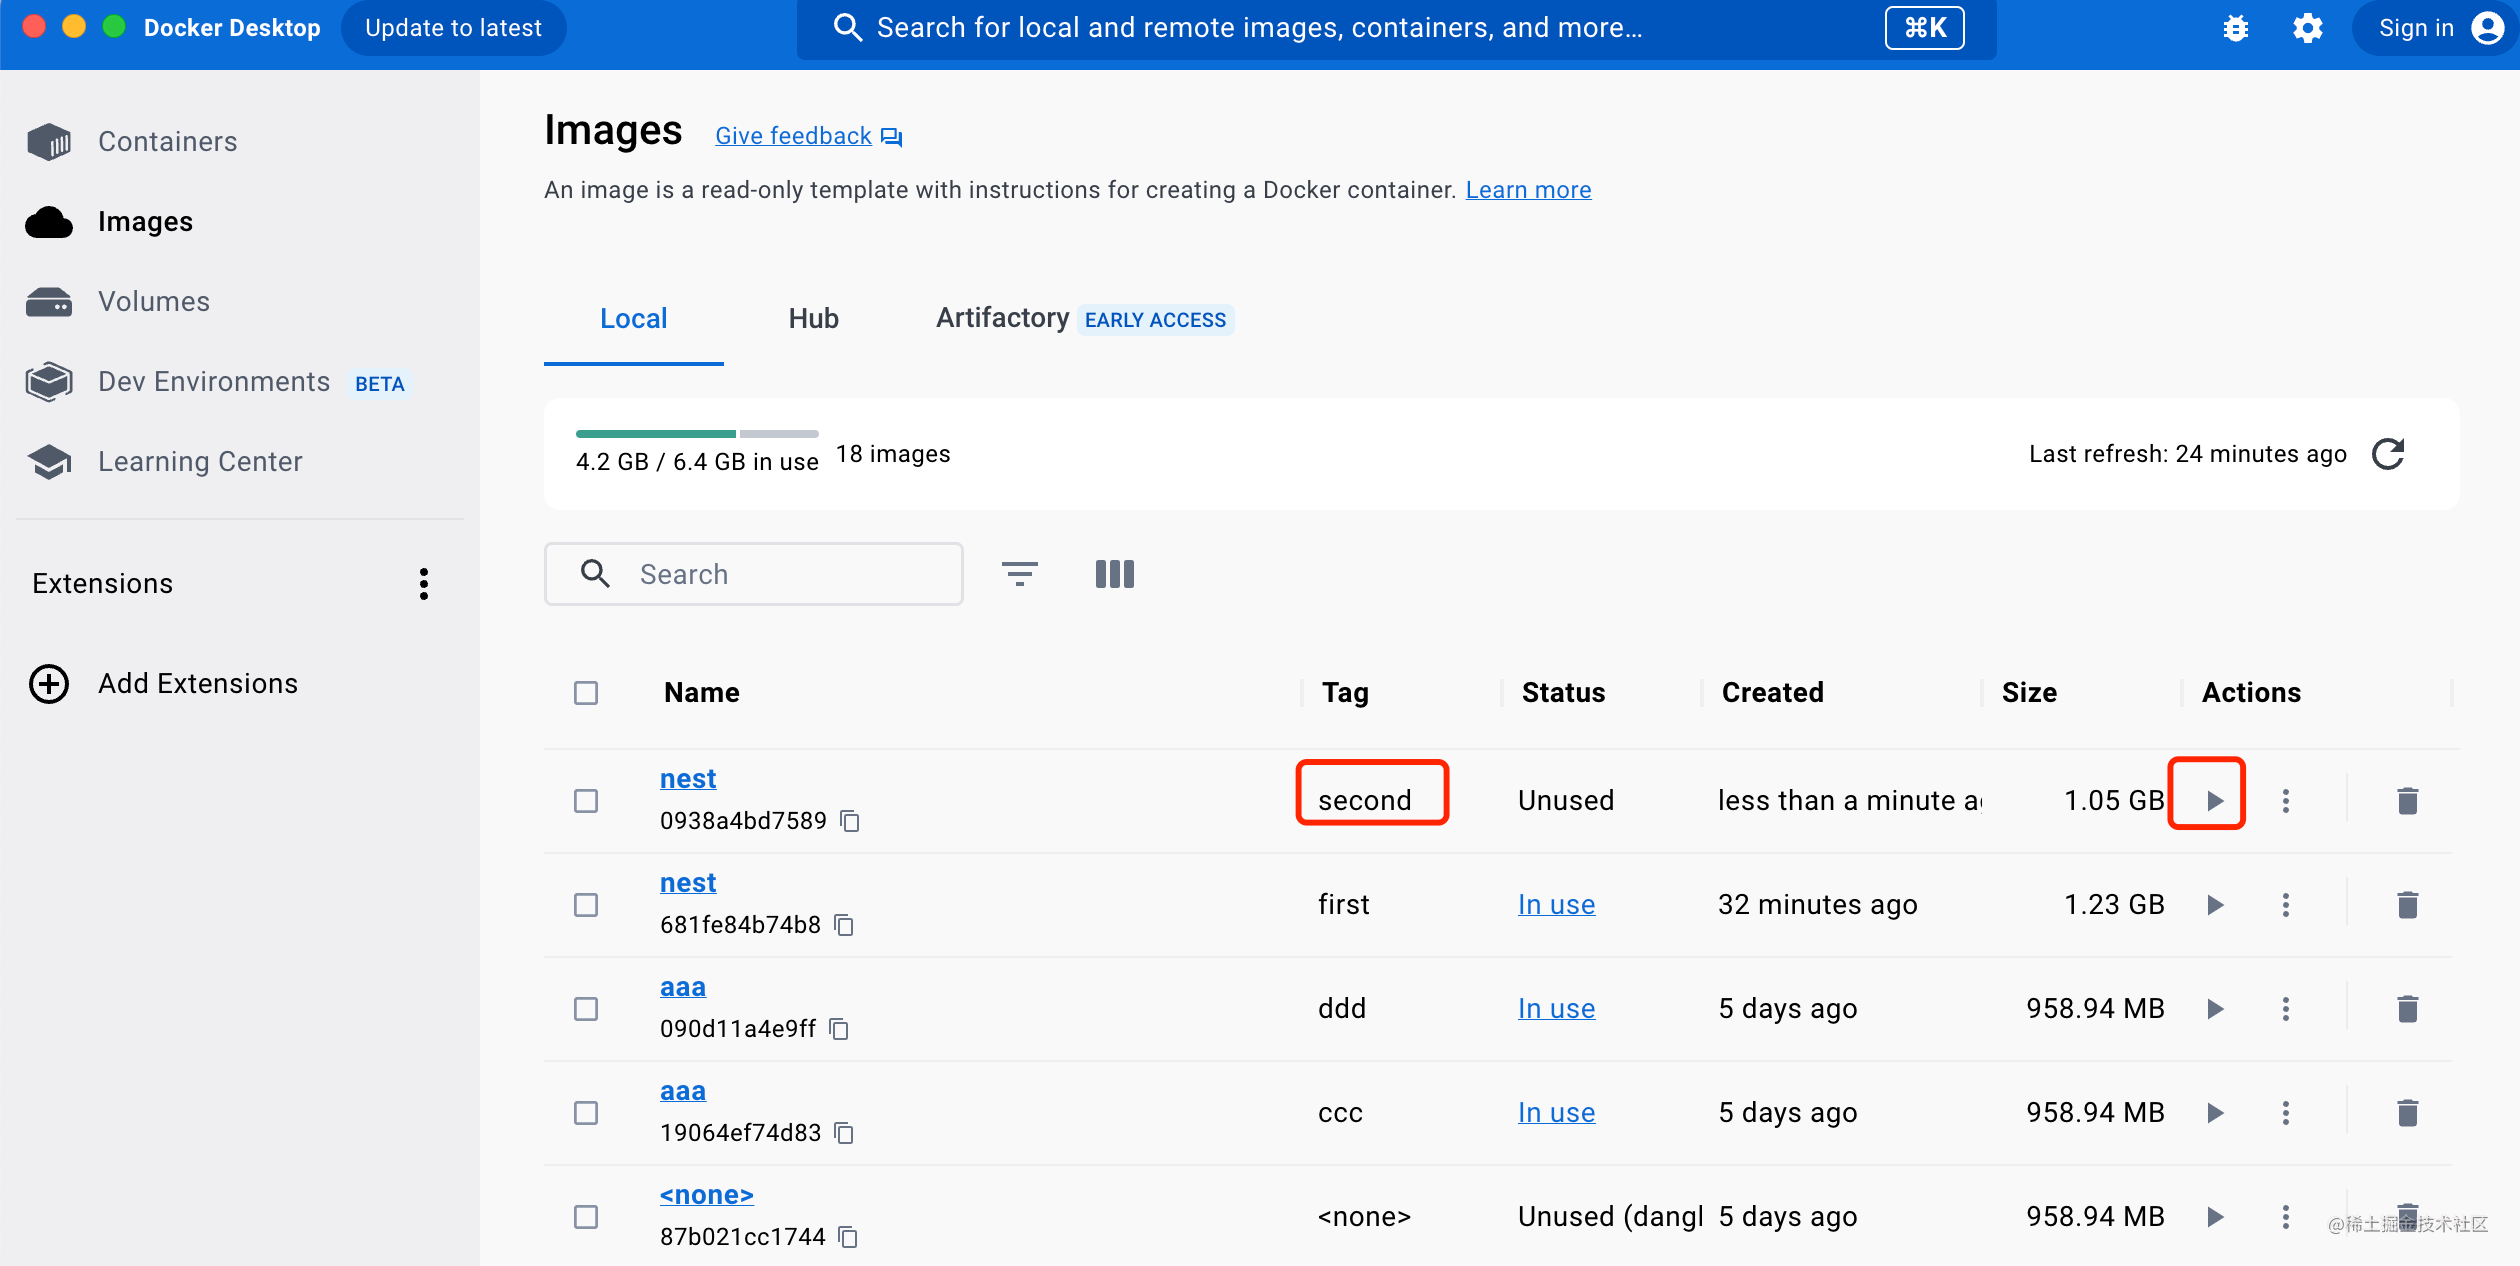 Docker Desktop Update to latest Search for local and remote images, containers, and more... ⌘K Sign in
Containers
Images
Volumes
Dev Environments BETA
Learning Center
Extensions
Add Extensions
Images Give feedback
An image is a read-only template with instructions for creating a Docker container. Learn more
Local Hub Artifactory EARLY ACCESS
4.2 GB / 6.4 GB in use 18 images Last refresh: 24 minutes ago
Search
Name Tag Status Created Size Actions
nest
0938a4bd7589 second Unused less than a minute a 1.05 GB
nest
681fe84b74b8 first In use 32 minutes ago 1.23 GB
aaa
090d11a4e9ff ddd In use 5 days ago 958.94 MB
aaa
19064ef74d83 ccc In use 5 days ago 958.94 MB
<none>
87b021cc1744 <none> Unused (dangl 5 days ago 958.94 MB
@稀土掘金技术社区